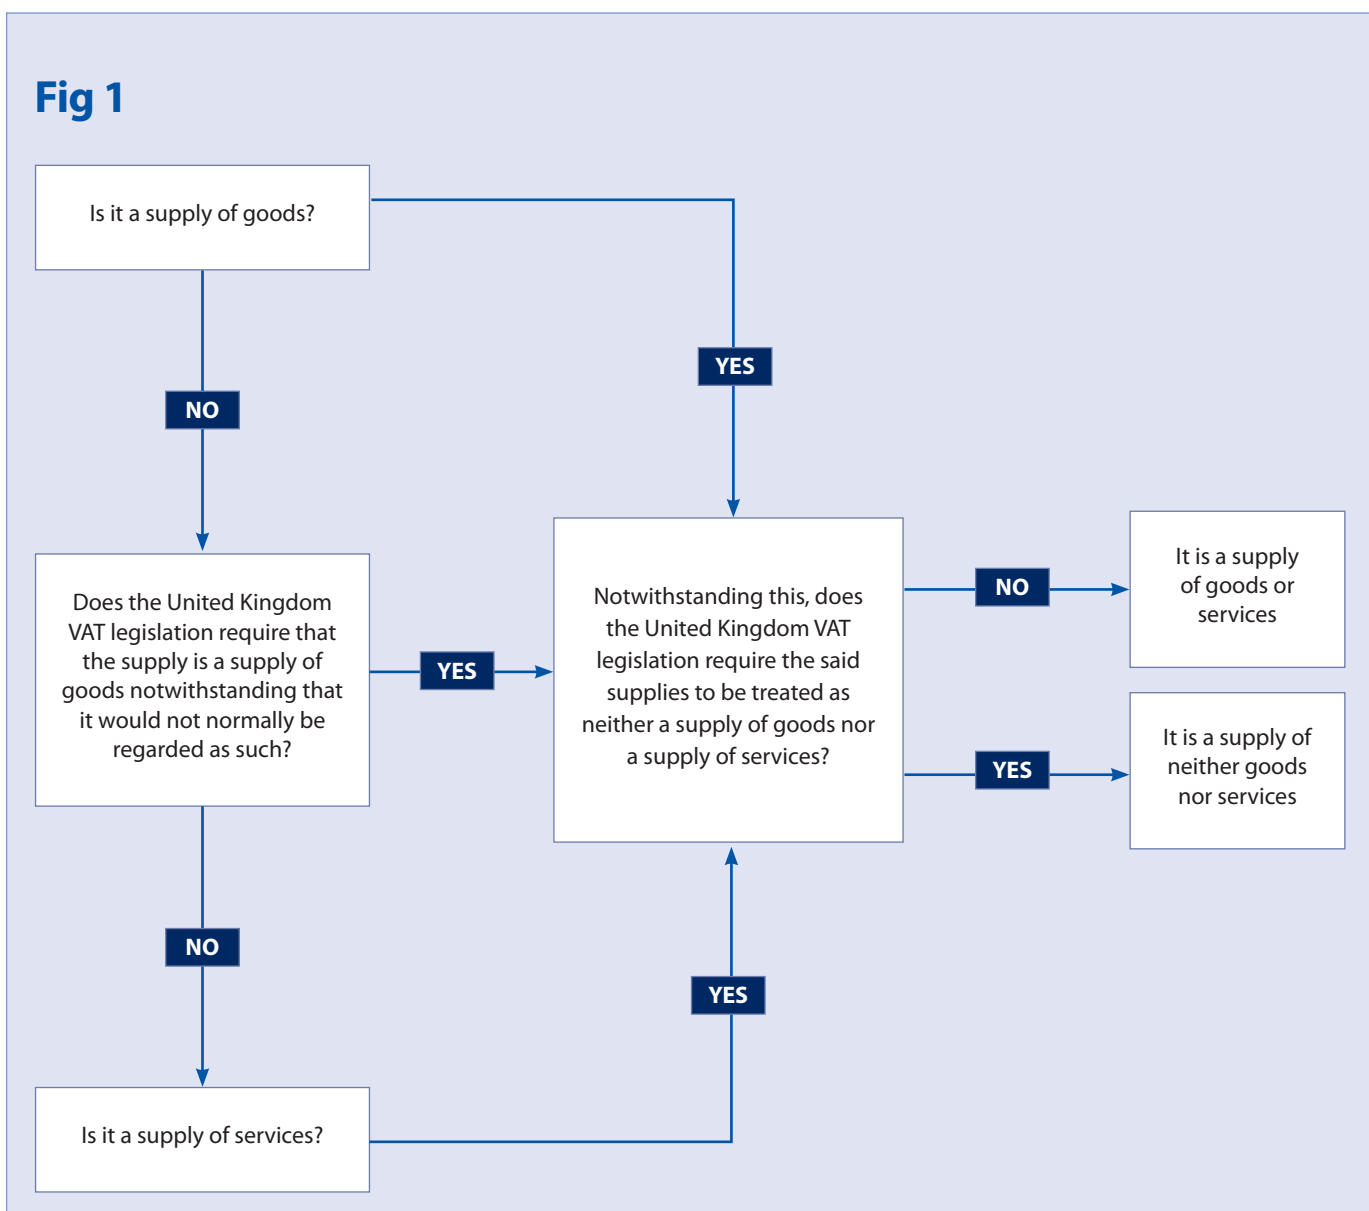 Fig 1
Is it a supply of goods?
YES
NO
Does the United Kingdom
VAT legislation require that
the supply is a supply of
goods notwithstanding that
it would not normally be
regarded as such?
YES
Notwithstanding this, does
the United Kingdom VAT
legislation require the said
supplies to be treated as
neither a supply of goods nor
a supply of services?
NO
It is a supply
of goods or
services
YES
It is a supply of
neither goods
nor services
NO
YES
Is it a supply of services?